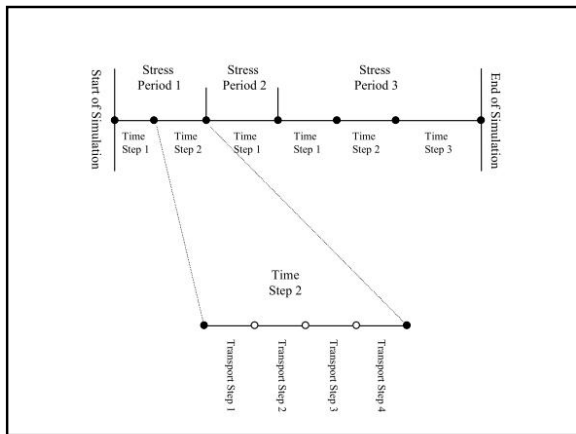 Start of Simulation
Stress
Period 1
Stress
Period 2
Stress
Period 3
End of Simulation
Time
Step 1
Time
Step 2
Time
Step 1
Time
Step 1
Time
Step 2
Time
Step 3
Time
Step 2
Transport Step 1
Transport Step 2
Transport Step 3
Transport Step 4